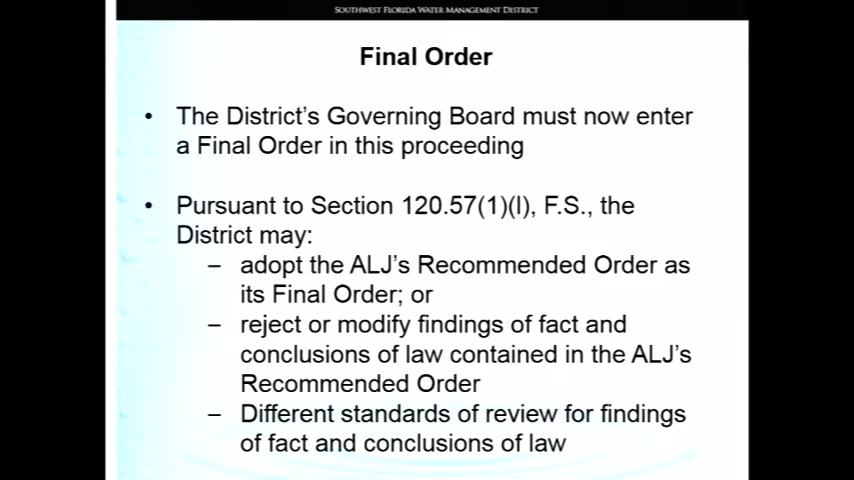 SOUTHWEST FLORIDA WATER MANAGEMENT DISTRICT
Final Order
• The District's Governing Board must now enter
a Final Order in this proceeding
• Pursuant to Section 120.57(1)(l), F.S., the
District may:
– adopt the ALJ's Recommended Order as
its Final Order; or
– reject or modify findings of fact and
conclusions of law contained in the ALJ's
Recommended Order
– Different standards of review for findings
of fact and conclusions of law